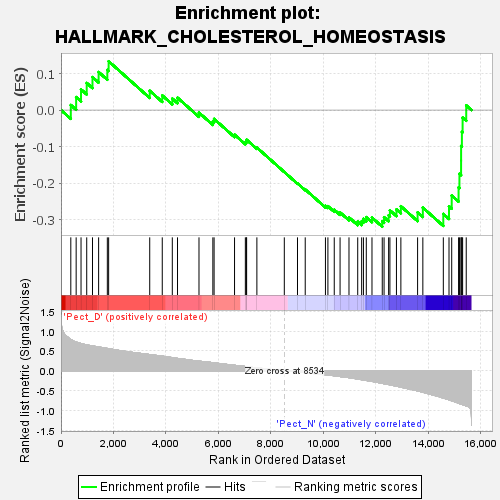 Enrichment plot:
HALLMARK_CHOLESTEROL_HOMEOSTASIS
Enrichment score (ES)
0.1
0.0
-0.1
-0.2
-0.3
Ranked list metric (Signal2Noise)
1.5
1.0
0.5
0.0
-0.5
-1.0
-1.5
'Pect_D' (positively correlated)
Zero cross at 8534
'Pect_N' (negatively correlated)
0 2,000 4,000 6,000 8,000 10,000 12,000 14,000 16,000
Rank in Ordered Dataset
Enrichment profile Hits Ranking metric scores